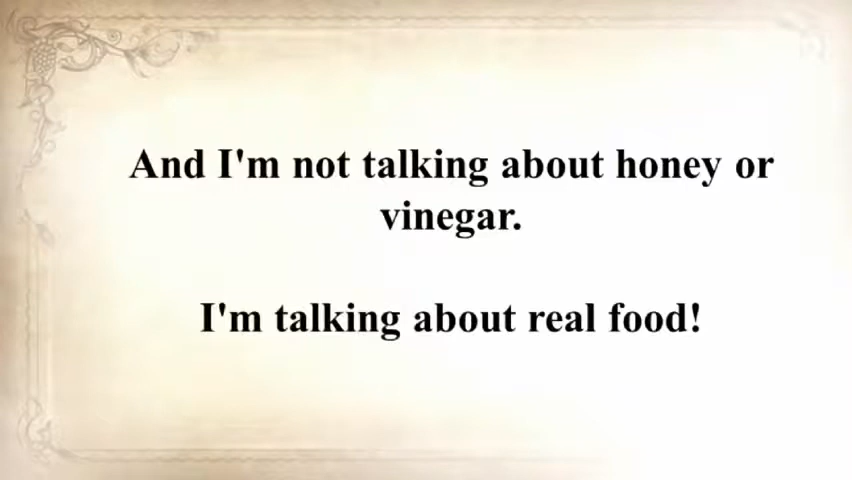 And I'm not talking about honey or
vinegar.
I'm talking about real food!